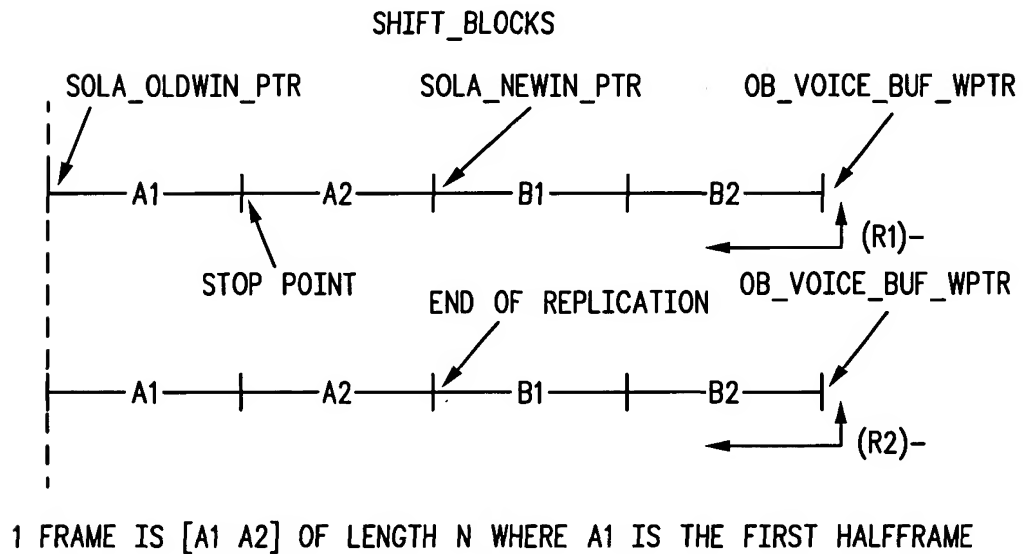 SHIFT_BLOCKS
SOLA_OLDWIN_PTR SOLA_NEWIN_PTR OB_VOICE_BUF_WPTR
A1 A2 B1 B2
(R1)-
STOP POINT
OB_VOICE_BUF_WPTR
END OF REPLICATION
A1 A2 B1 B2
(R2)-
1 FRAME IS [A1 A2] OF LENGTH N WHERE A1 IS THE FIRST HALFFRAME